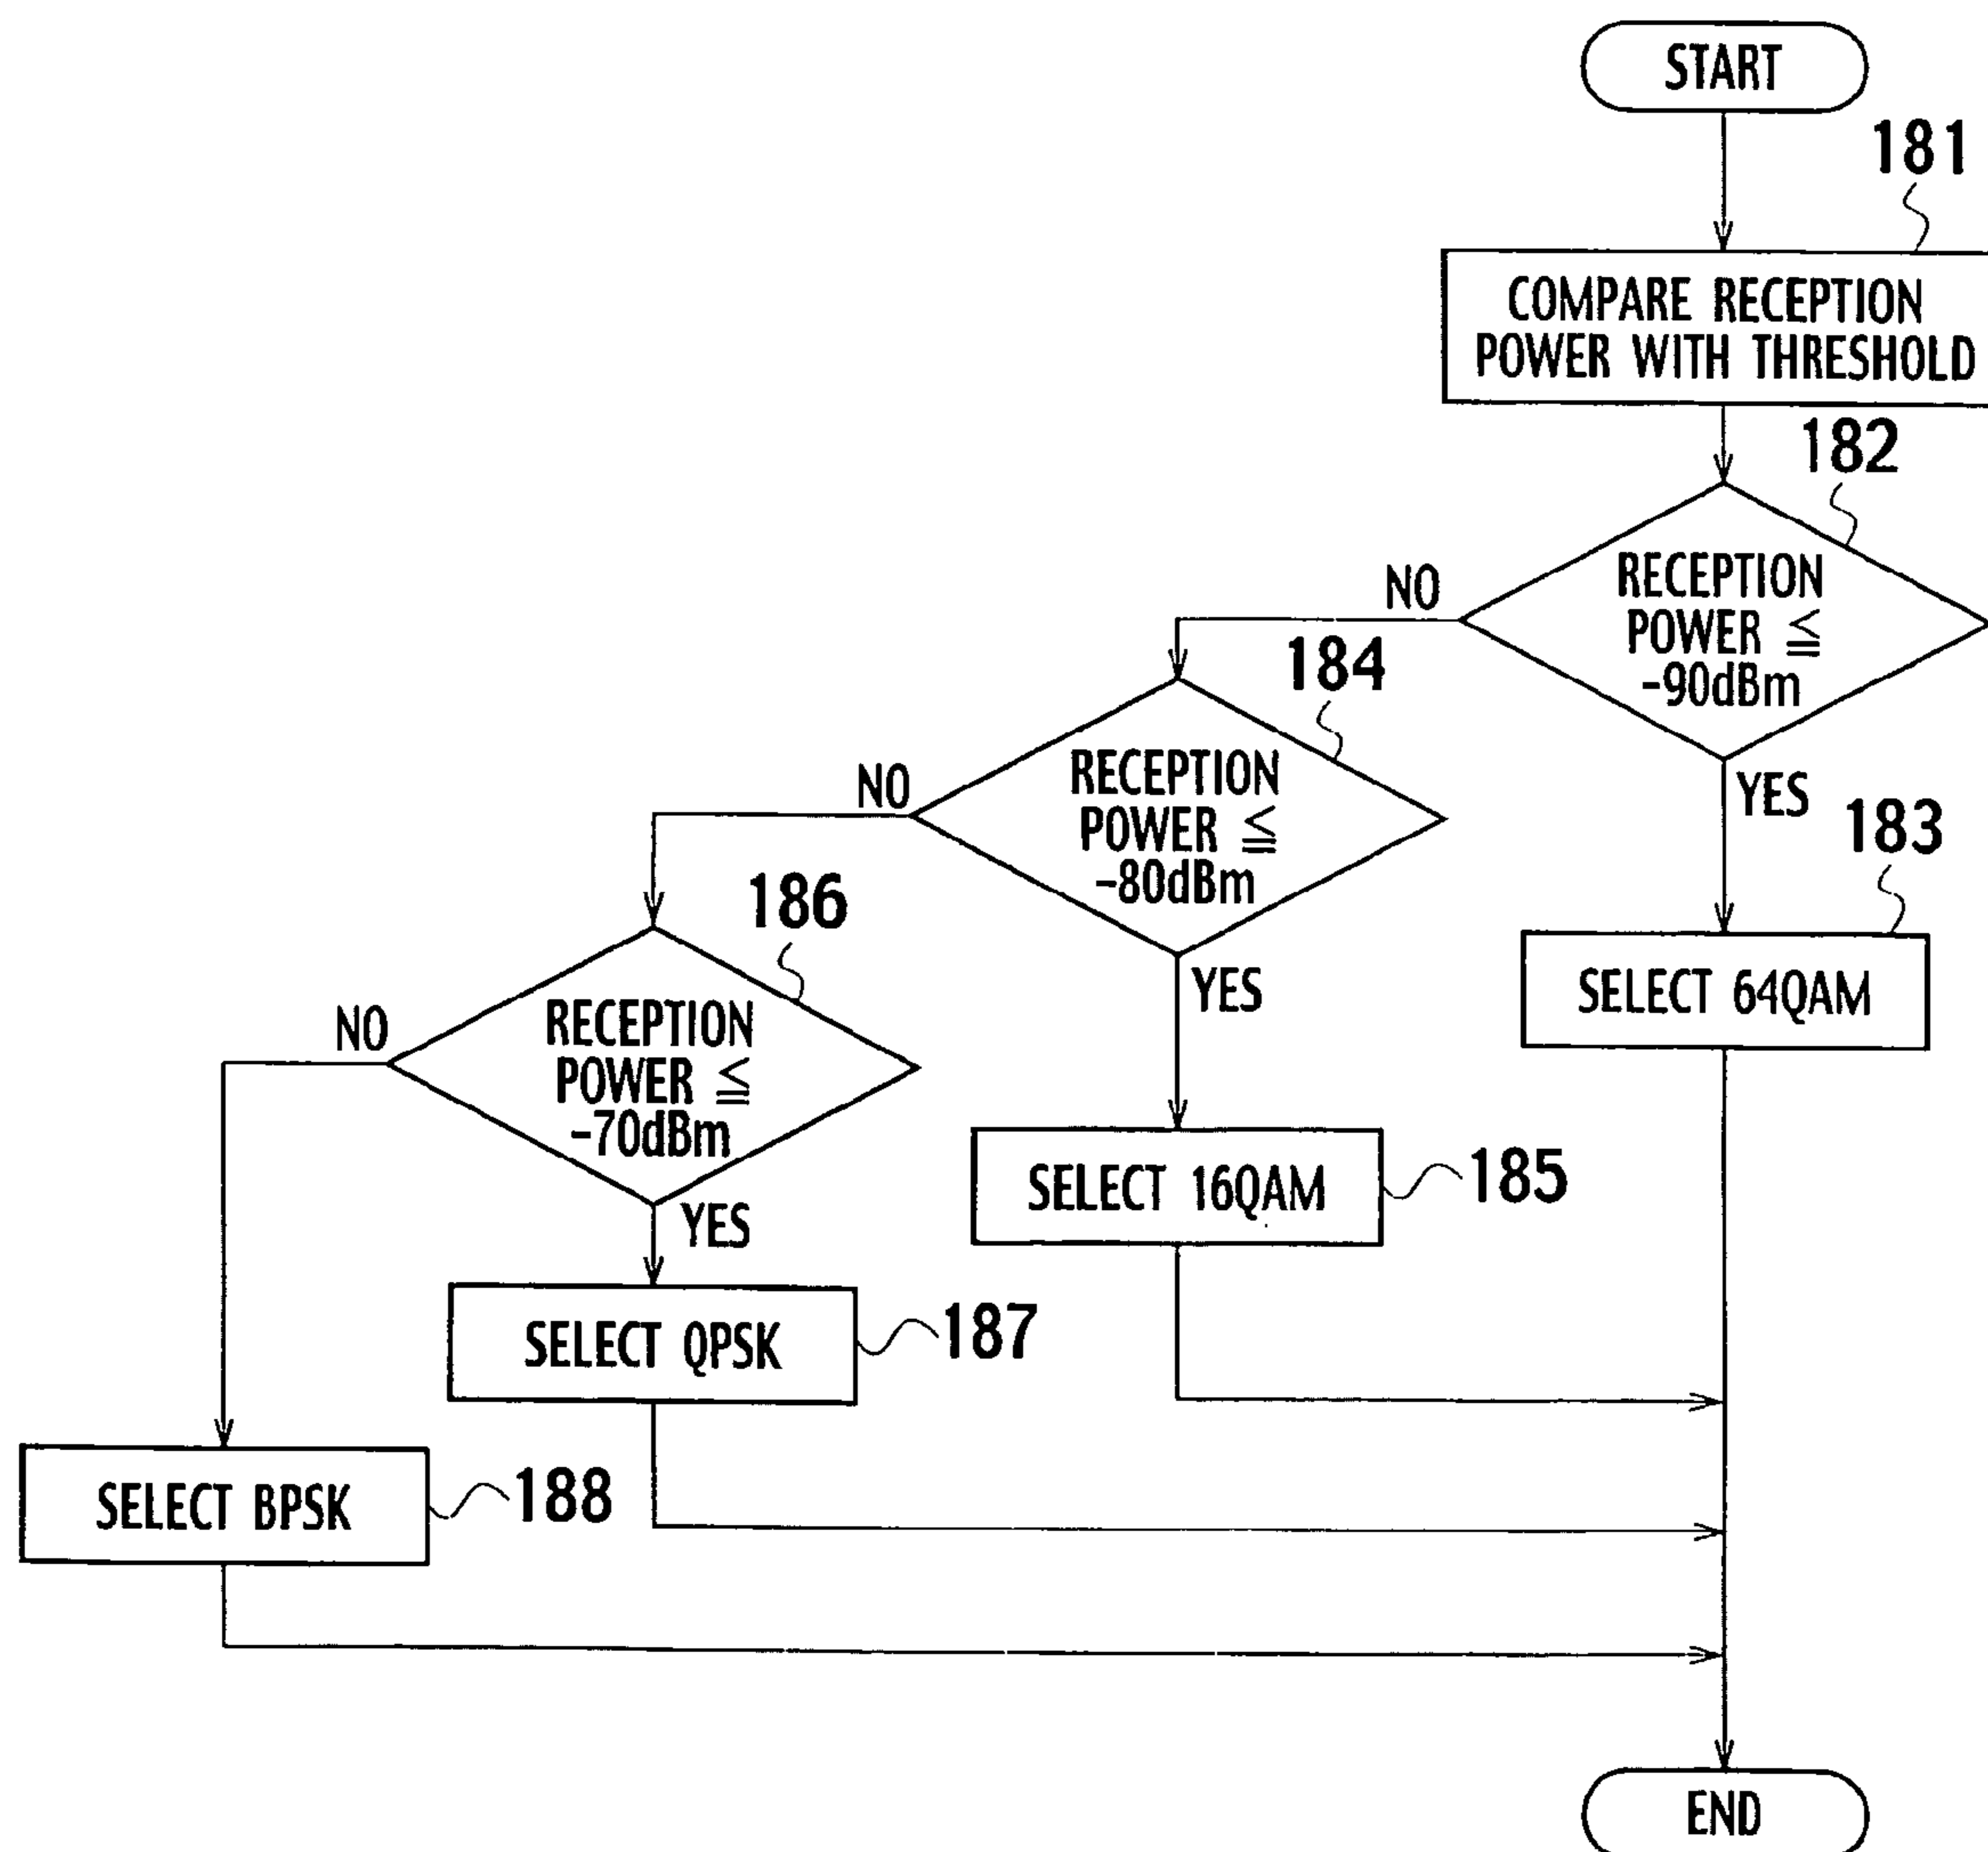 START
181
COMPARE RECEPTION
POWER WITH THRESHOLD
182
RECEPTION
POWER ≦
-90dBm
NO
YES
184
RECEPTION
POWER ≦
-80dBm
NO
YES
183
SELECT 64QAM
186
RECEPTION
POWER ≦
-70dBm
NO
YES
SELECT 16QAM
185
SELECT QPSK
187
SELECT BPSK
188
END